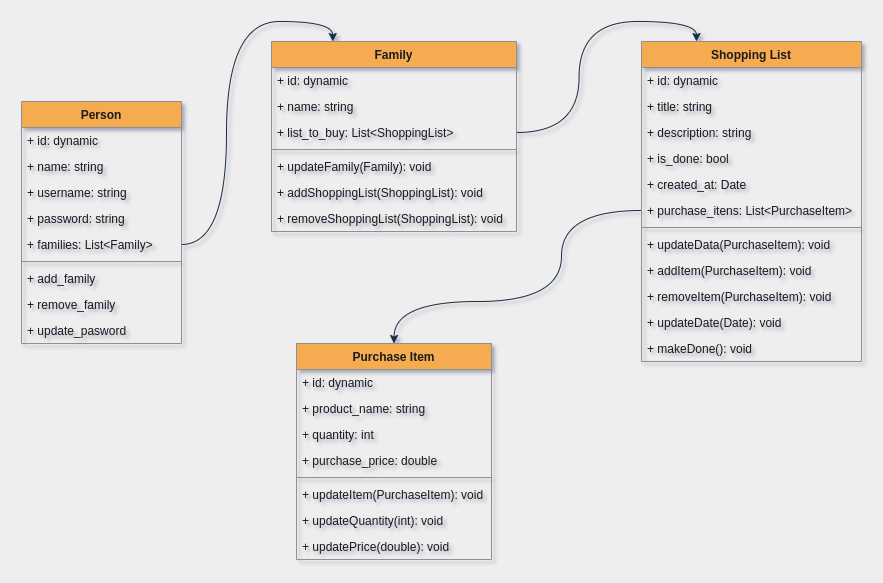 Person
+ id: dynamic
+ name: string
+ username: string
+ password: string
+ families: List<Family>
+ add_family
+ remove_family
+ update_pasword
Family
+ id: dynamic
+ name: string
+ list_to_buy: List<ShoppingList>
+ updateFamily(Family): void
+ addShoppingList(ShoppingList): void
+ removeShoppingList(ShoppingList): void
Shopping List
+ id: dynamic
+ title: string
+ description: string
+ is_done: bool
+ created_at: Date
+ purchase_itens: List<PurchaseItem>
+ updateData(PurchaseItem): void
+ addItem(PurchaseItem): void
+ removeItem(PurchaseItem): void
+ updateDate(Date): void
+ makeDone(): void
Purchase Item
+ id: dynamic
+ product_name: string
+ quantity: int
+ purchase_price: double
+ updateItem(PurchaseItem): void
+ updateQuantity(int): void
+ updatePrice(double): void